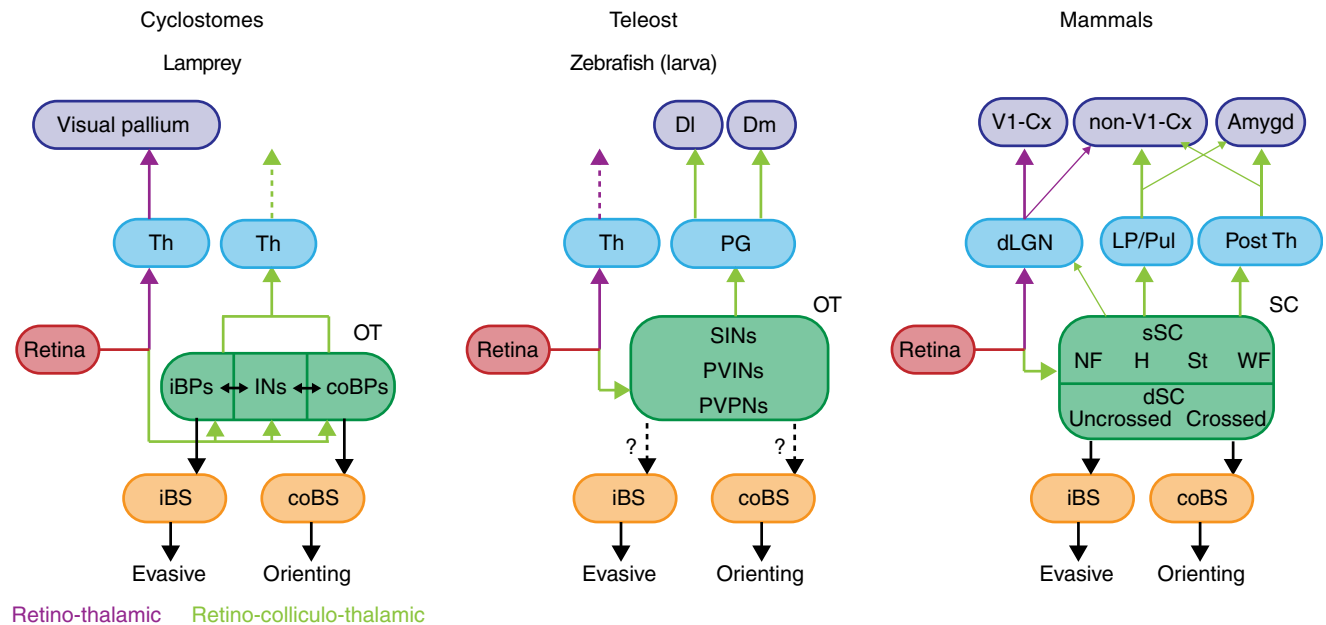 Cyclostomes Teleost Mammals
Lamprey Zebrafish (larva)
Visual pallium Dl Dm V1-Cx non-V1-Cx Amygd
Th Th Th PG dLGN LP/Pul Post Th
OT OT SC
Retina Retina Retina
iBPs INs coBPs
SINs
PVINs
PVPNs
sSC
NF H St WF
dSC
Uncrossed Crossed
? ?
iBS coBS iBS coBS iBS coBS
Evasive Orienting Evasive Orienting Evasive Orienting
Retino-thalamic Retino-colliculo-thalamic